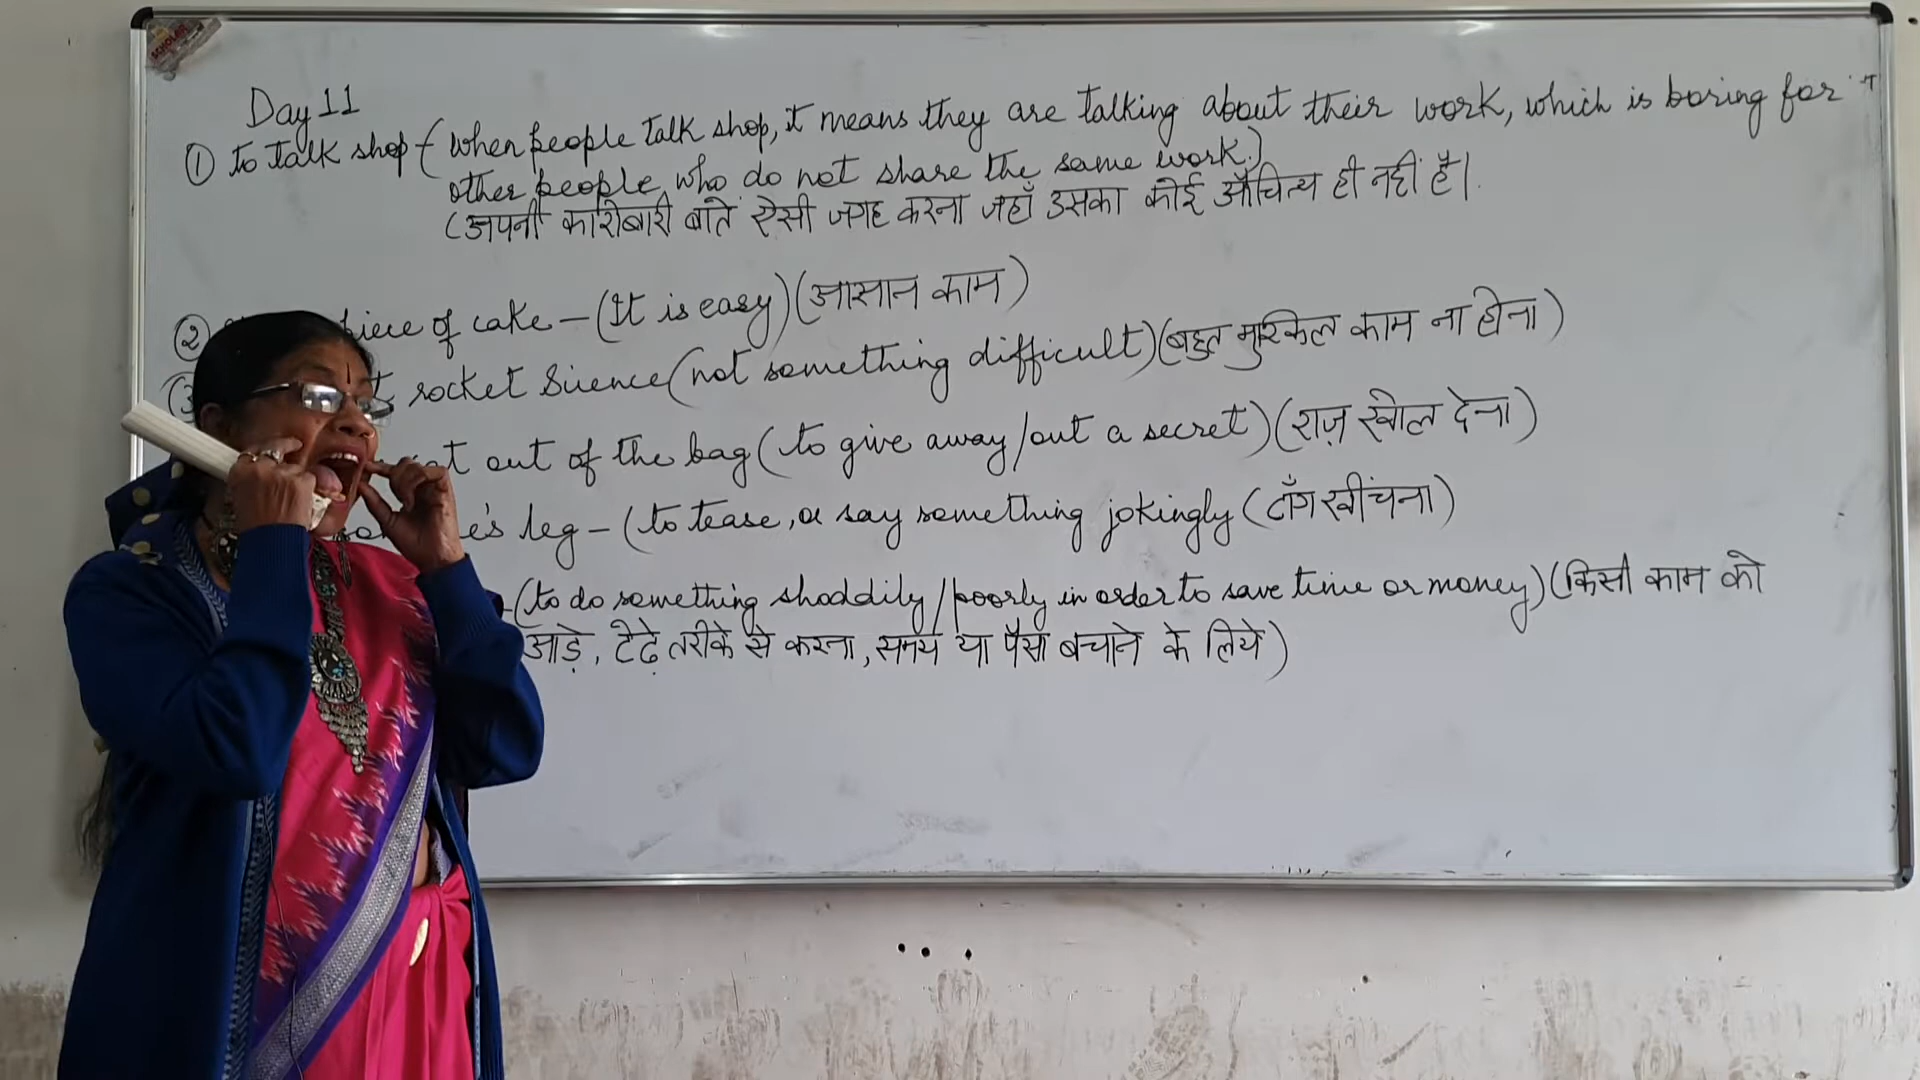 SCHOLAR
Day 11
① to talk shop – (when people talk shop, it means they are talking about their work, which is boring for
other people, who do not share the same work.)
(अपनी कारोबारी बातें ऐसी जगह करना जहाँ उसका कोई औचित्य ही नहीं है।
② piece of cake – (It is easy) (आसान काम)
③ rocket Sience (not something difficult) (बहुत मुश्किल काम ना होना)
out of the bag (to give away/out a secret) (राज़ खोल देना)
leg – (to tease, or say something jokingly (टाँग खींचना)
(to do something shoddily/poorly in order to save time or money) (किसी काम को
आड़े, टेढ़े तरीके से करना, समय या पैसा बचाने के लिये)